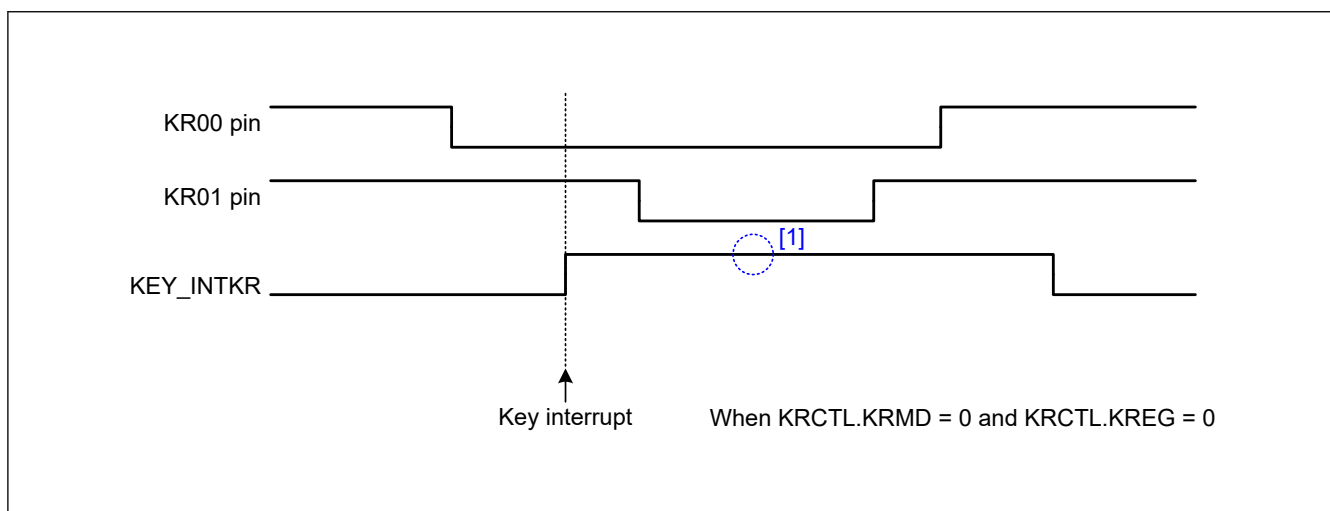 KR00 pin
KR01 pin
[1]
KEY_INTKR
Key interrupt
When KRCTL.KRMD = 0 and KRCTL.KREG = 0